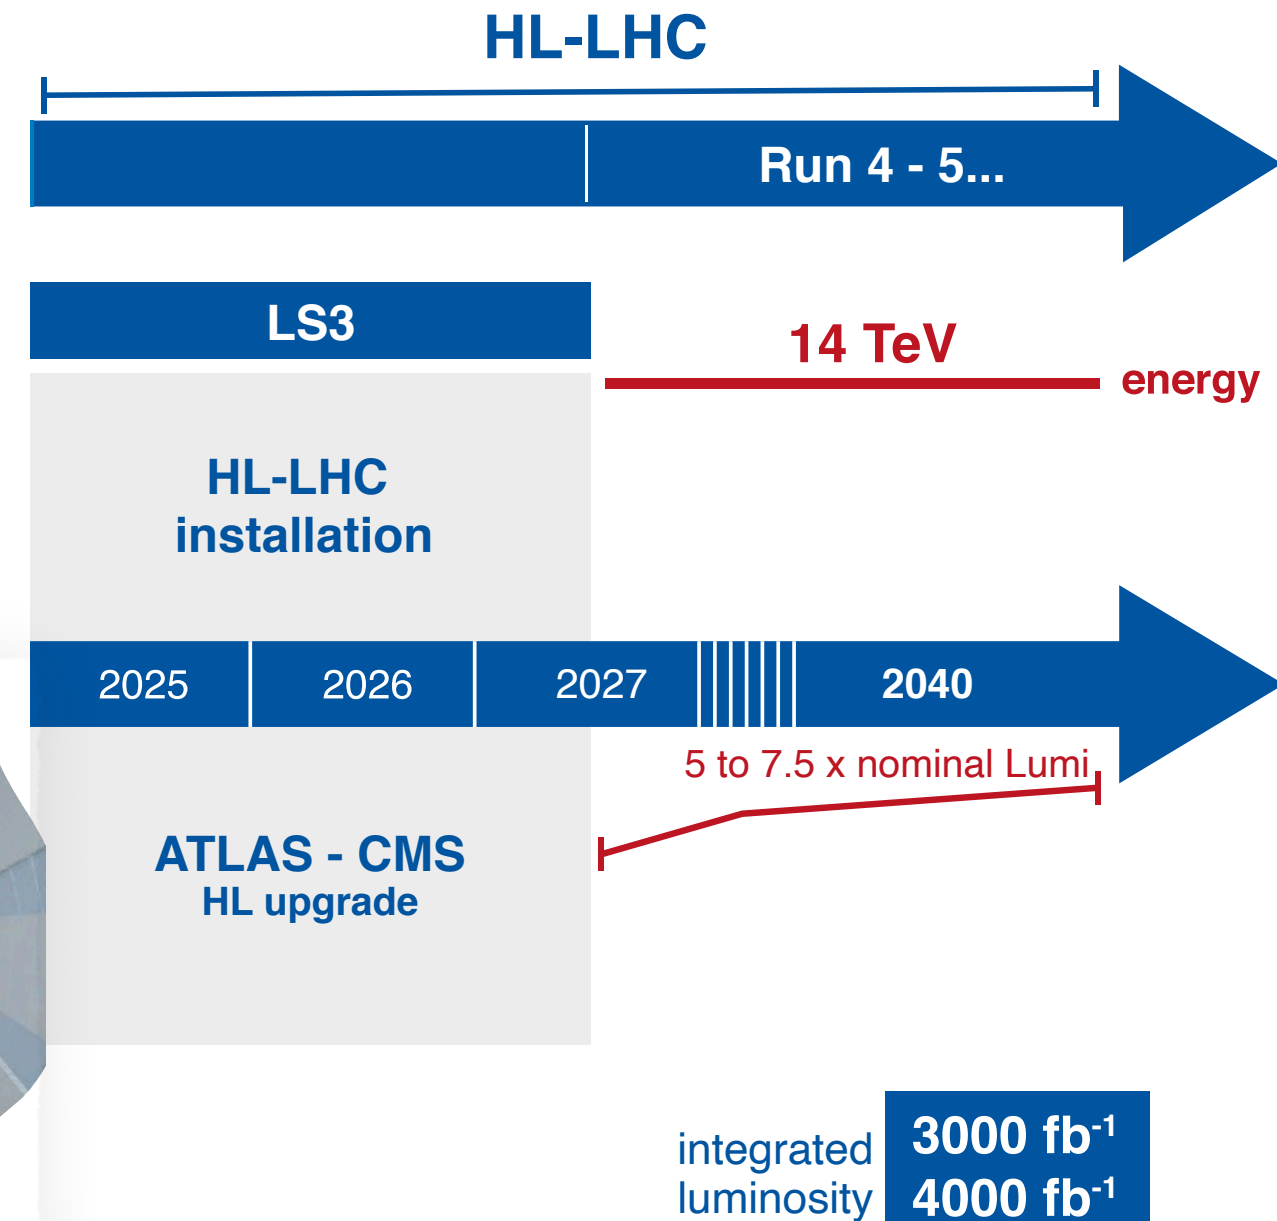 HL-LHC
Run 4 - 5...
LS3
14 TeV
energy
HL-LHC
installation
2025 2026 2027 2040
5 to 7.5 x nominal Lumi
ATLAS - CMS
HL upgrade
integrated
luminosity
3000 fb⁻¹
4000 fb⁻¹